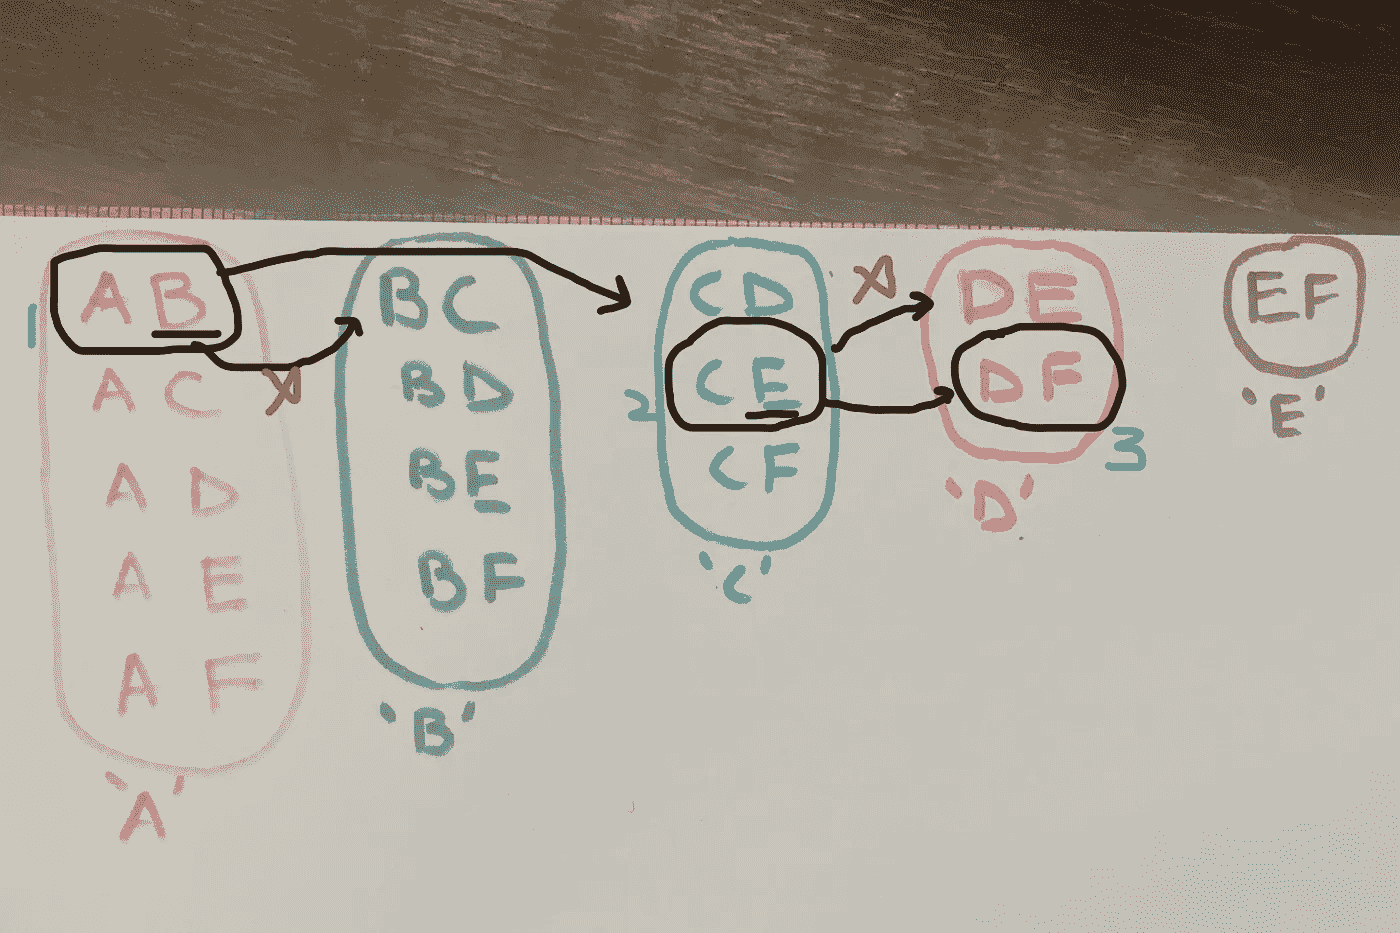 1
AB
AC
AD
AE
AF
'A'
X
BC
BD
BE
BF
'B'
2
CD
CE
CF
'C'
X
DE
DF
3
'D'
EF
'E'